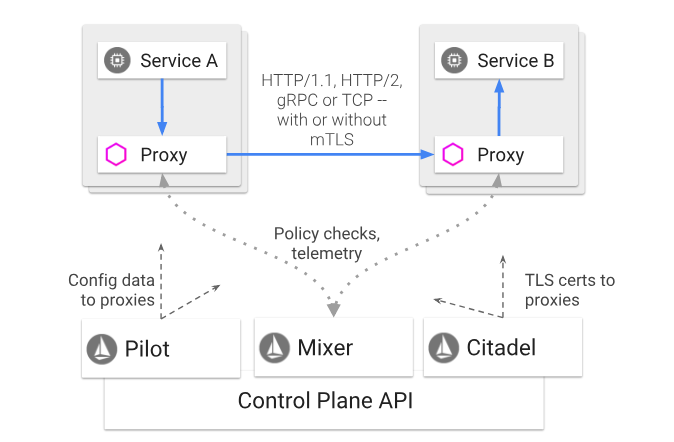 Service A
Service B
HTTP/1.1, HTTP/2,
gRPC or TCP --
with or without
mTLS
Proxy
Proxy
Policy checks,
telemetry
Config data
to proxies
TLS certs to
proxies
Pilot
Mixer
Citadel
Control Plane API